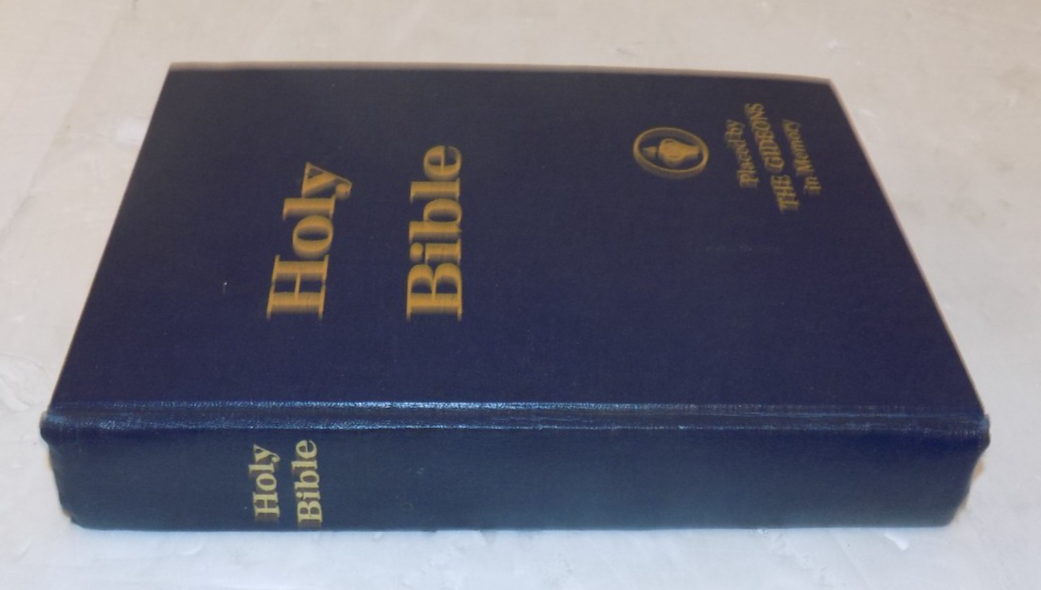 Holy
Bible
Placed by
THE GIDEONS
in Memory
Holy
Bible